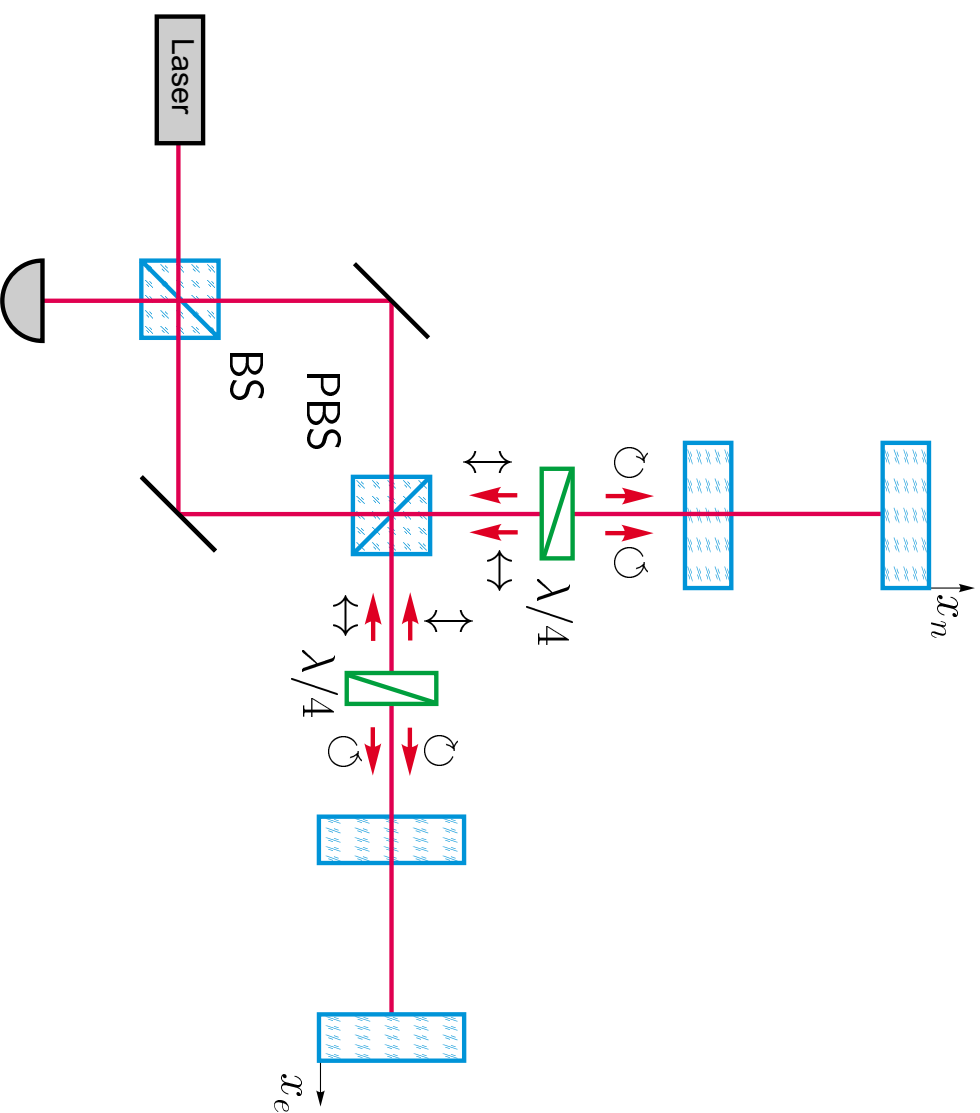 Laser
BS
PBS
λ/4
λ/4
x_n
x_e